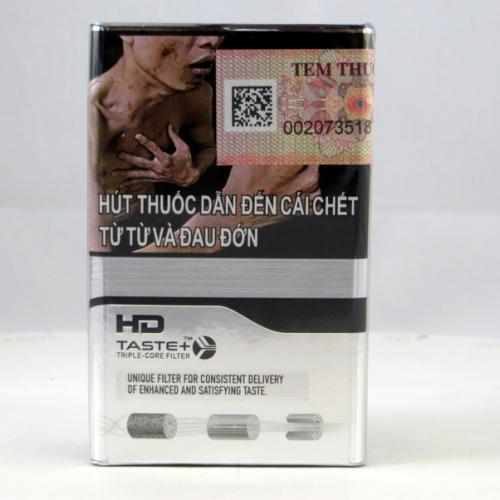 TEM THUỐ
002073518
HÚT THUỐC DẪN ĐẾN CÁI CHẾT
TỪ TỪ VÀ ĐAU ĐỚN
HD
TASTE+™
TRIPLE-CORE FILTER
UNIQUE FILTER FOR CONSISTENT DELIVERY
OF ENHANCED AND SATISFYING TASTE.